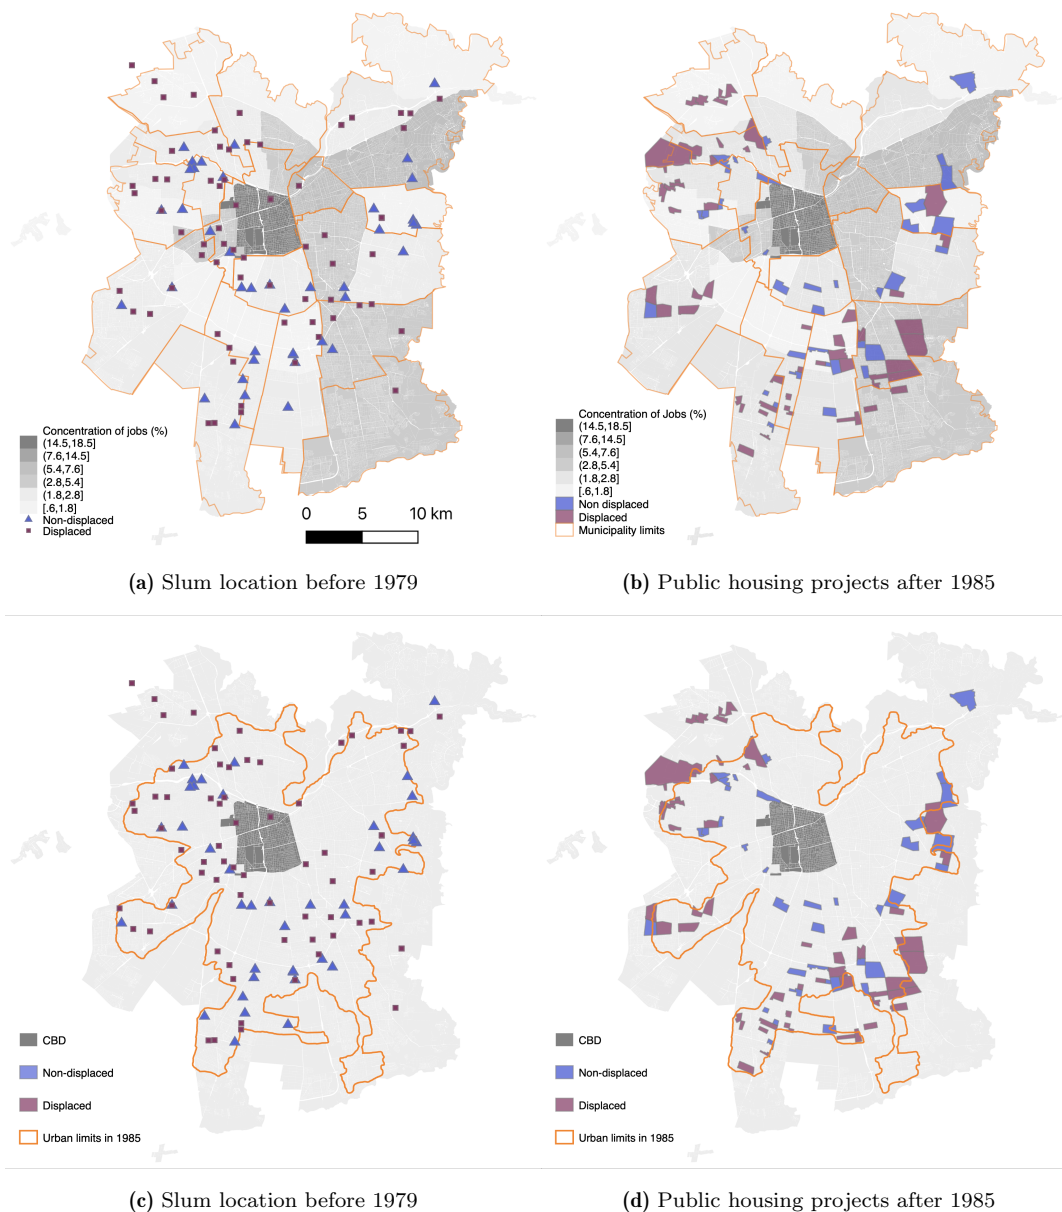 Concentration of jobs (%)
(14.5,18.5]
(7.6,14.5]
(5.4,7.6]
(2.8,5.4]
(1.8,2.8]
[.6,1.8]
Non-displaced
Displaced
0 5 10 km
Concentration of Jobs (%)
(14.5,18.5]
(7.6,14.5]
(5.4,7.6]
(2.8,5.4]
(1.8,2.8]
[.6,1.8]
Non displaced
Displaced
Municipality limits
(a) Slum location before 1979
(b) Public housing projects after 1985
CBD
Non-displaced
Displaced
Urban limits in 1985
CBD
Non-displaced
Displaced
Urban limits in 1985
(c) Slum location before 1979
(d) Public housing projects after 1985